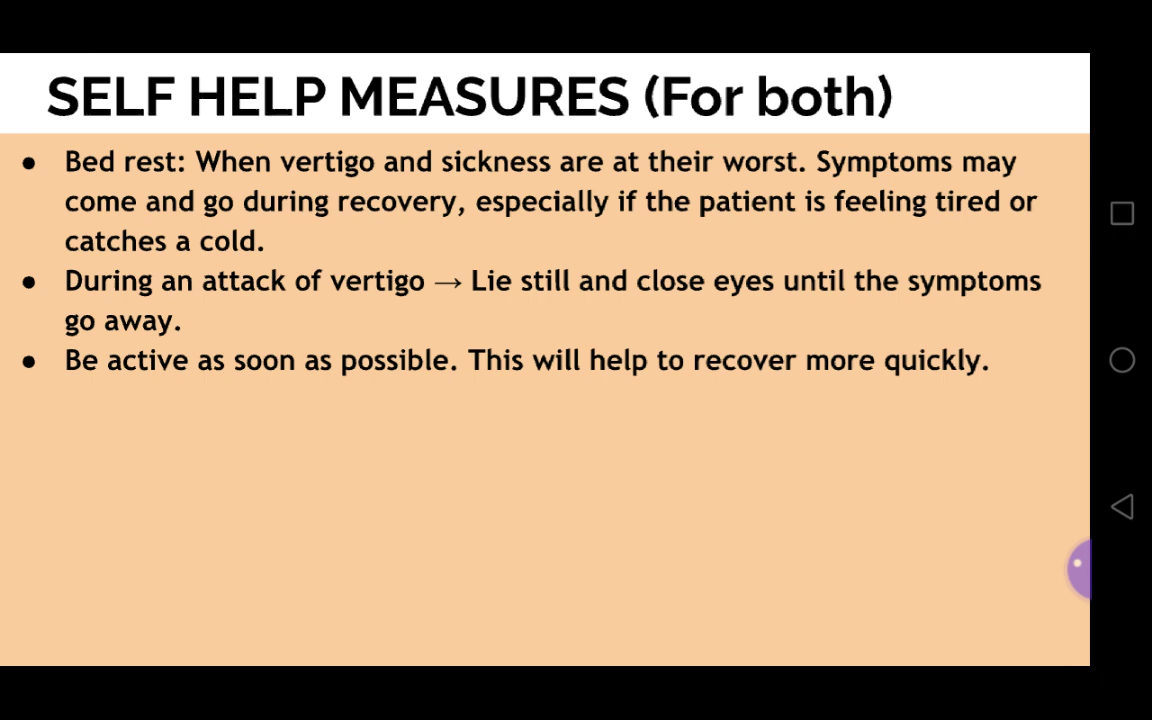 SELF HELP MEASURES (For both)
● Bed rest: When vertigo and sickness are at their worst. Symptoms may
come and go during recovery, especially if the patient is feeling tired or
catches a cold.
● During an attack of vertigo → Lie still and close eyes until the symptoms
go away.
● Be active as soon as possible. This will help to recover more quickly.